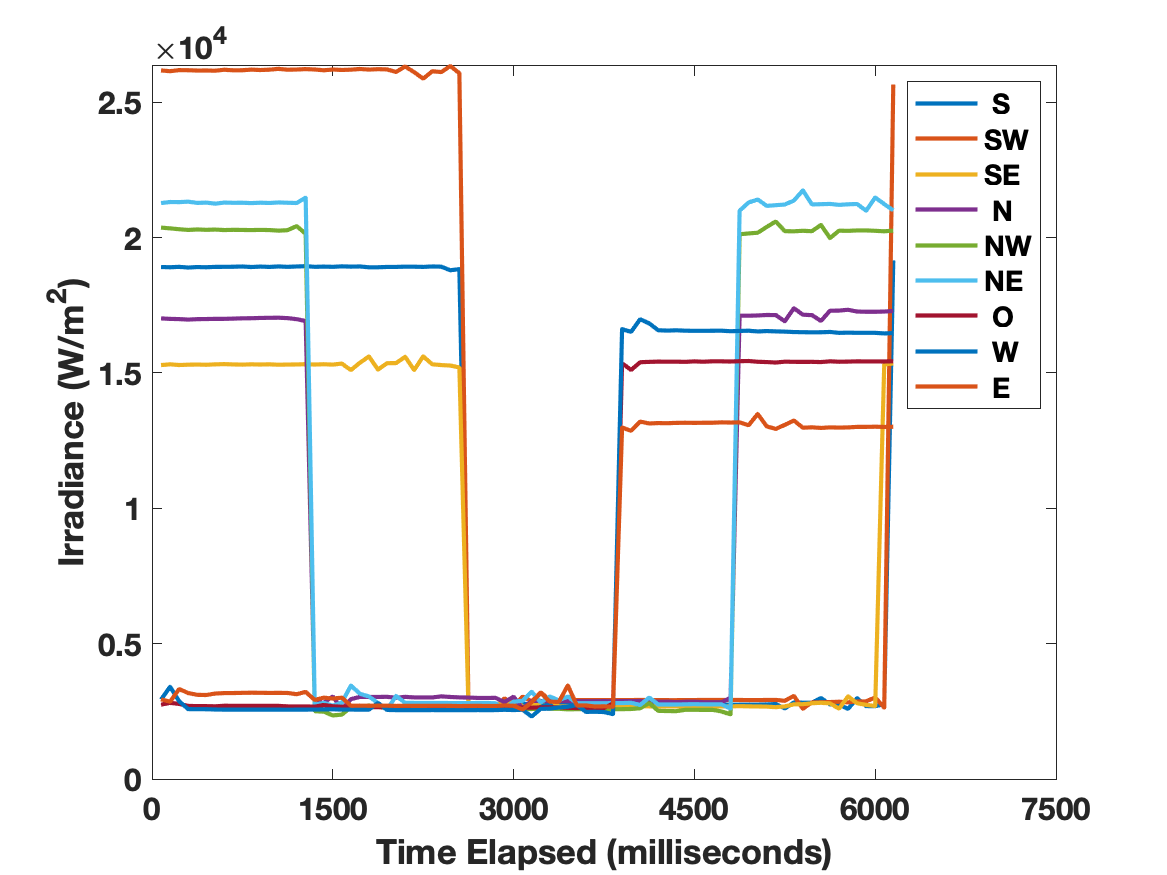 ×10⁴
2.5
2
1.5
1
0.5
0
0 1500 3000 4500 6000 7500
Time Elapsed (milliseconds)
Irradiance (W/m²)
S
SW
SE
N
NW
NE
O
W
E